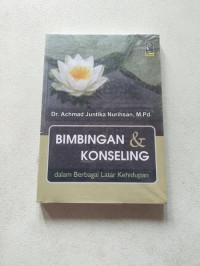 Dr. Achmad Juntika Nurihsan, M.Pd.
BIMBINGAN &
KONSELING
dalam Berbagai Latar Kehidupan